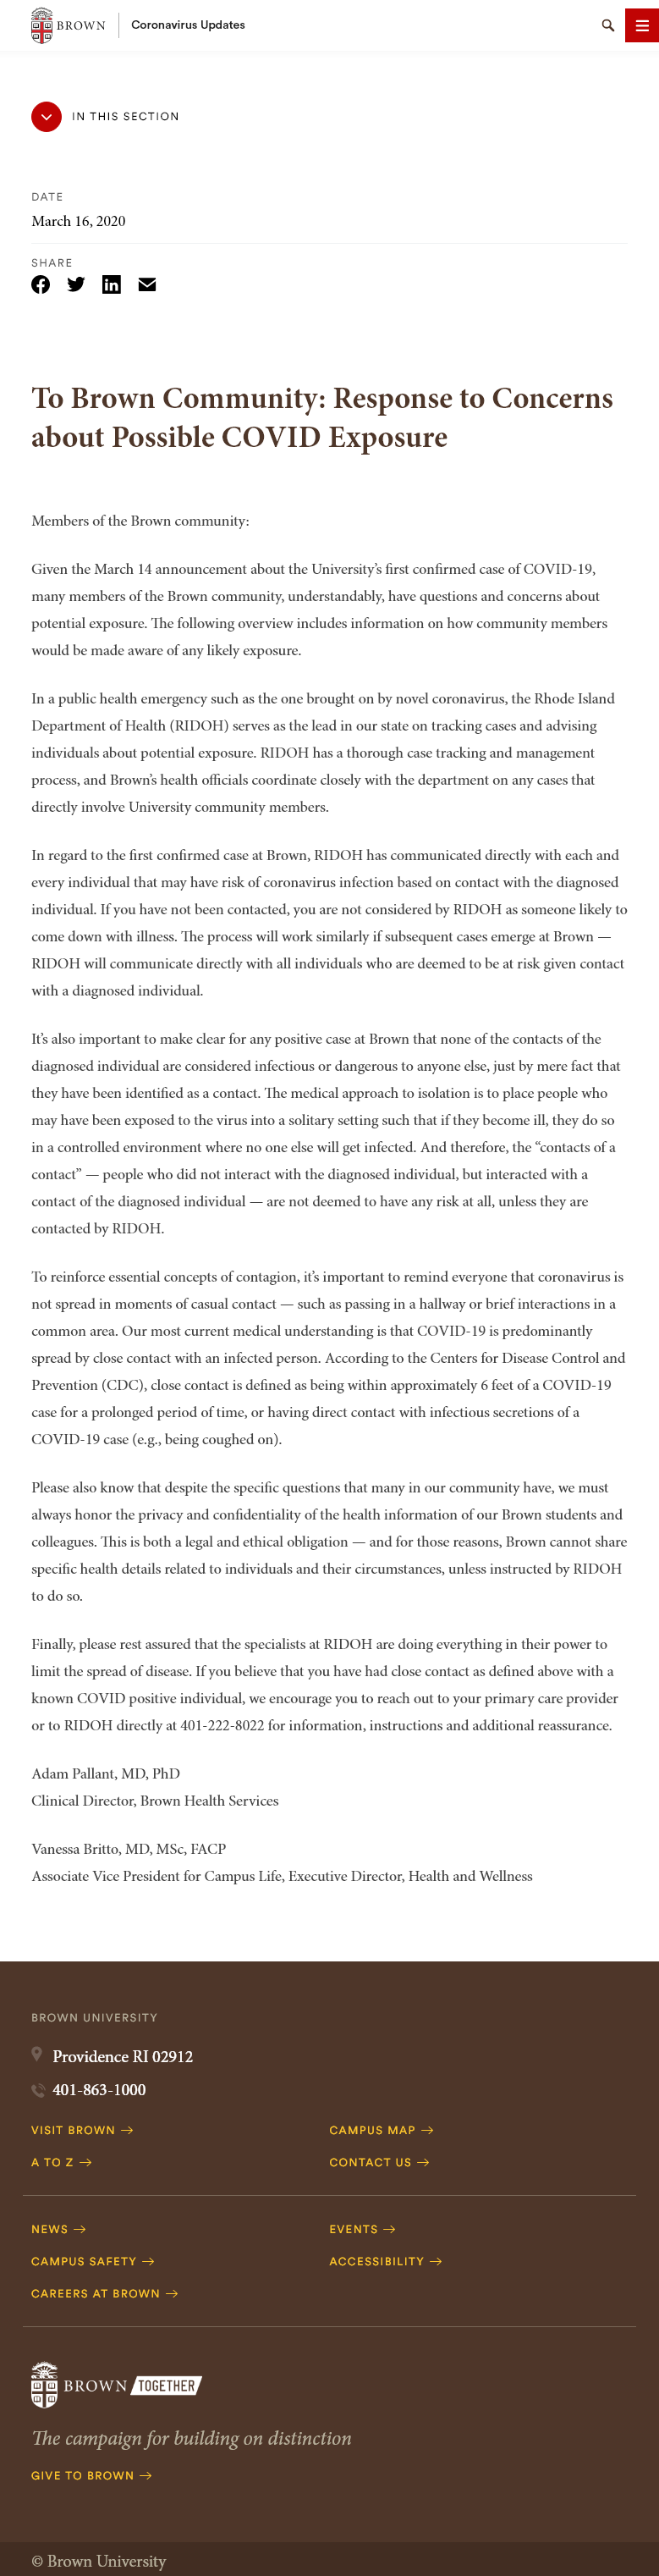 BROWN
Coronavirus Updates
IN THIS SECTION
DATE
March 16, 2020
SHARE
To Brown Community: Response to Concerns
about Possible COVID Exposure
Members of the Brown community:
Given the March 14 announcement about the University’s first confirmed case of COVID-19,
many members of the Brown community, understandably, have questions and concerns about
potential exposure. The following overview includes information on how community members
would be made aware of any likely exposure.
In a public health emergency such as the one brought on by novel coronavirus, the Rhode Island
Department of Health (RIDOH) serves as the lead in our state on tracking cases and advising
individuals about potential exposure. RIDOH has a thorough case tracking and management
process, and Brown’s health officials coordinate closely with the department on any cases that
directly involve University community members.
In regard to the first confirmed case at Brown, RIDOH has communicated directly with each and
every individual that may have risk of coronavirus infection based on contact with the diagnosed
individual. If you have not been contacted, you are not considered by RIDOH as someone likely to
come down with illness. The process will work similarly if subsequent cases emerge at Brown —
RIDOH will communicate directly with all individuals who are deemed to be at risk given contact
with a diagnosed individual.
It’s also important to make clear for any positive case at Brown that none of the contacts of the
diagnosed individual are considered infectious or dangerous to anyone else, just by mere fact that
they have been identified as a contact. The medical approach to isolation is to place people who
may have been exposed to the virus into a solitary setting such that if they become ill, they do so
in a controlled environment where no one else will get infected. And therefore, the “contacts of a
contact” — people who did not interact with the diagnosed individual, but interacted with a
contact of the diagnosed individual — are not deemed to have any risk at all, unless they are
contacted by RIDOH.
To reinforce essential concepts of contagion, it’s important to remind everyone that coronavirus is
not spread in moments of casual contact — such as passing in a hallway or brief interactions in a
common area. Our most current medical understanding is that COVID-19 is predominantly
spread by close contact with an infected person. According to the Centers for Disease Control and
Prevention (CDC), close contact is defined as being within approximately 6 feet of a COVID-19
case for a prolonged period of time, or having direct contact with infectious secretions of a
COVID-19 case (e.g., being coughed on).
Please also know that despite the specific questions that many in our community have, we must
always honor the privacy and confidentiality of the health information of our Brown students and
colleagues. This is both a legal and ethical obligation — and for those reasons, Brown cannot share
specific health details related to individuals and their circumstances, unless instructed by RIDOH
to do so.
Finally, please rest assured that the specialists at RIDOH are doing everything in their power to
limit the spread of disease. If you believe that you have had close contact as defined above with a
known COVID positive individual, we encourage you to reach out to your primary care provider
or to RIDOH directly at 401-222-8022 for information, instructions and additional reassurance.
Adam Pallant, MD, PhD
Clinical Director, Brown Health Services
Vanessa Britto, MD, MSc, FACP
Associate Vice President for Campus Life, Executive Director, Health and Wellness
BROWN UNIVERSITY
Providence RI 02912
401-863-1000
VISIT BROWN
CAMPUS MAP
A TO Z
CONTACT US
NEWS
EVENTS
CAMPUS SAFETY
ACCESSIBILITY
CAREERS AT BROWN
BROWN TOGETHER
The campaign for building on distinction
GIVE TO BROWN
© Brown University